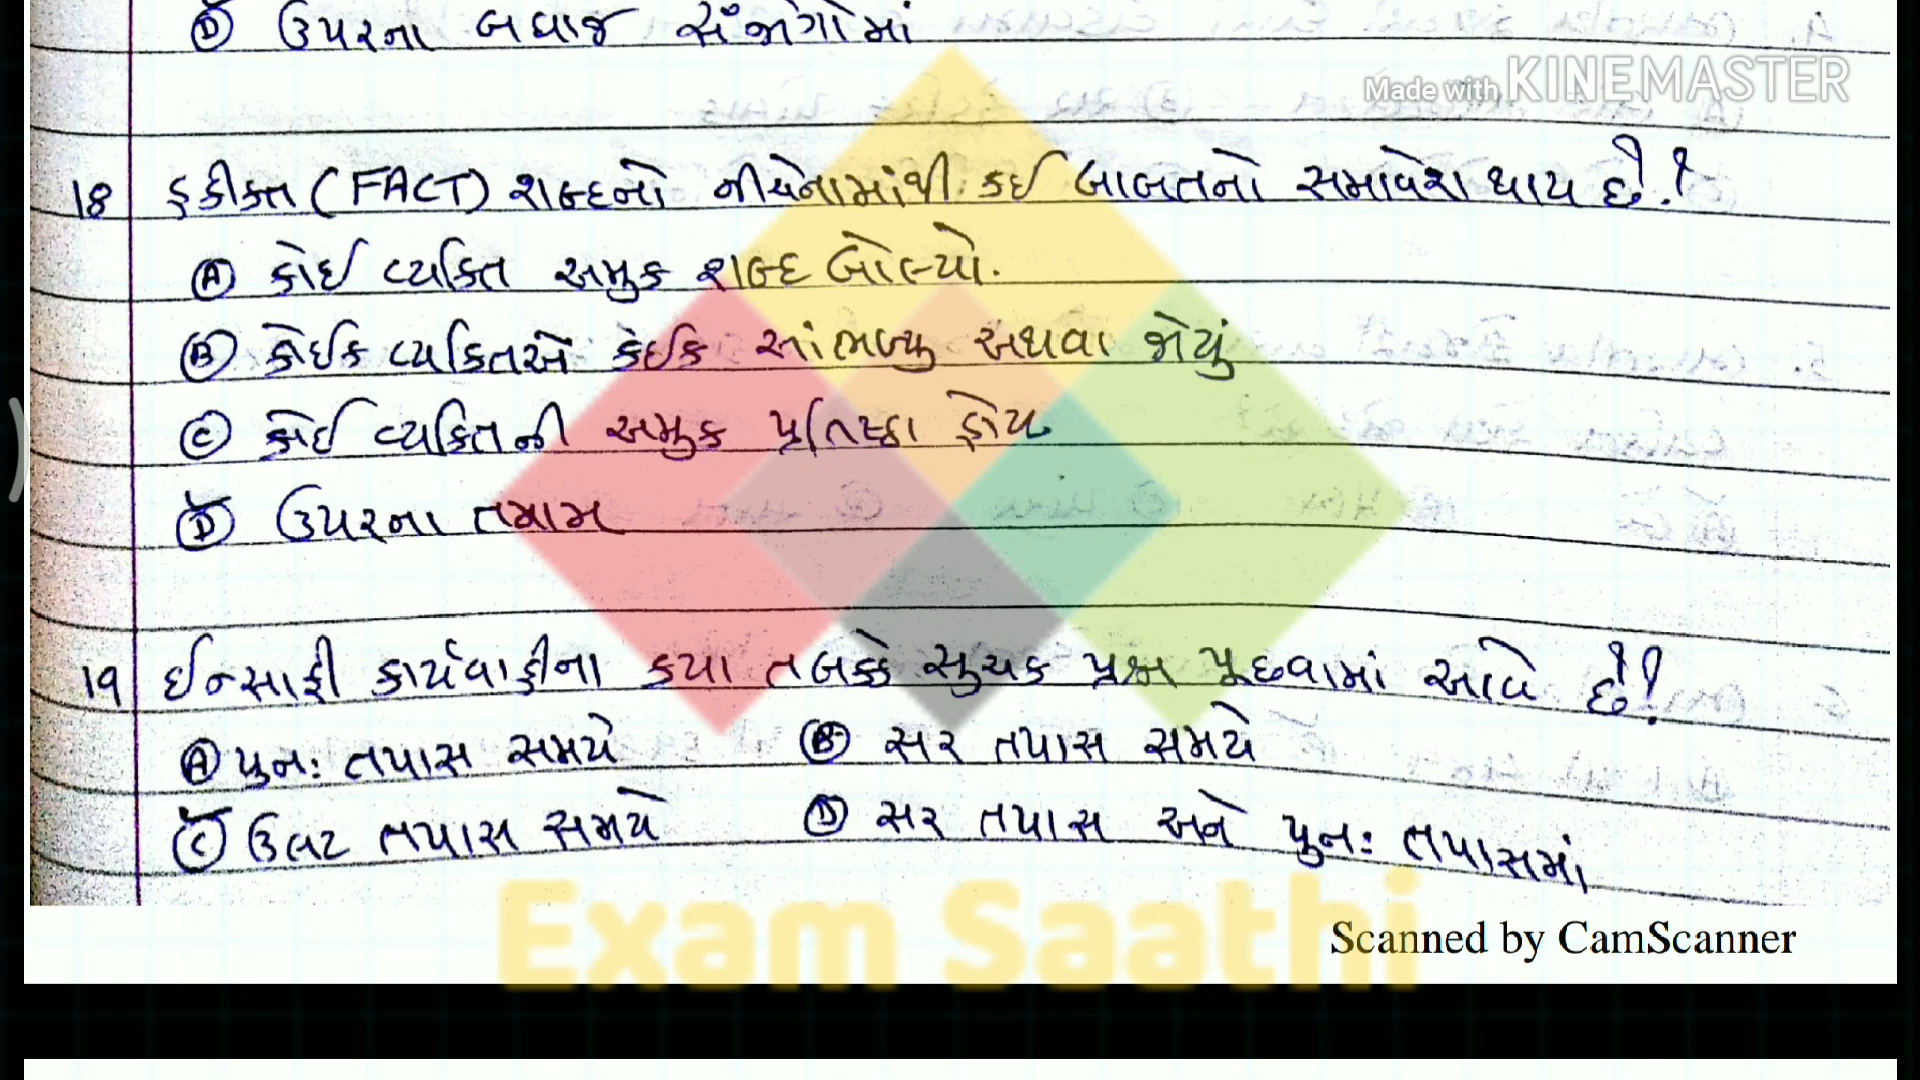 Ⓓ ઉપરના બધાજ સંજોગોમાં
Made with KINEMASTER
18 હકીકત (FACT) શબ્દનો નીચેનામાંથી કઈ બાબતનો સમાવેશ થાય છે.?
Ⓐ કોઈ વ્યક્તિ અમુક શબ્દ બોલ્યો.
Ⓑ કોઈક વ્યક્તિએ કંઈક સાંભળ્યુ અથવા જોયું
Ⓒ કોઈ વ્યક્તિની અમુક પ્રતિષ્ઠા હોય
Ⓓ ઉપરના તમામ
19 ઈન્સાફી કાર્યવાહીના કયા તબક્કે સુચક પ્રશ્ન પૂછવામાં આવે છે?
Ⓐ પુનઃ તપાસ સમયે Ⓑ સર તપાસ સમયે
Ⓒ ઉલટ તપાસ સમયે Ⓓ સર તપાસ અને પુનઃ તપાસમાં
Exam Saathi
Scanned by CamScanner